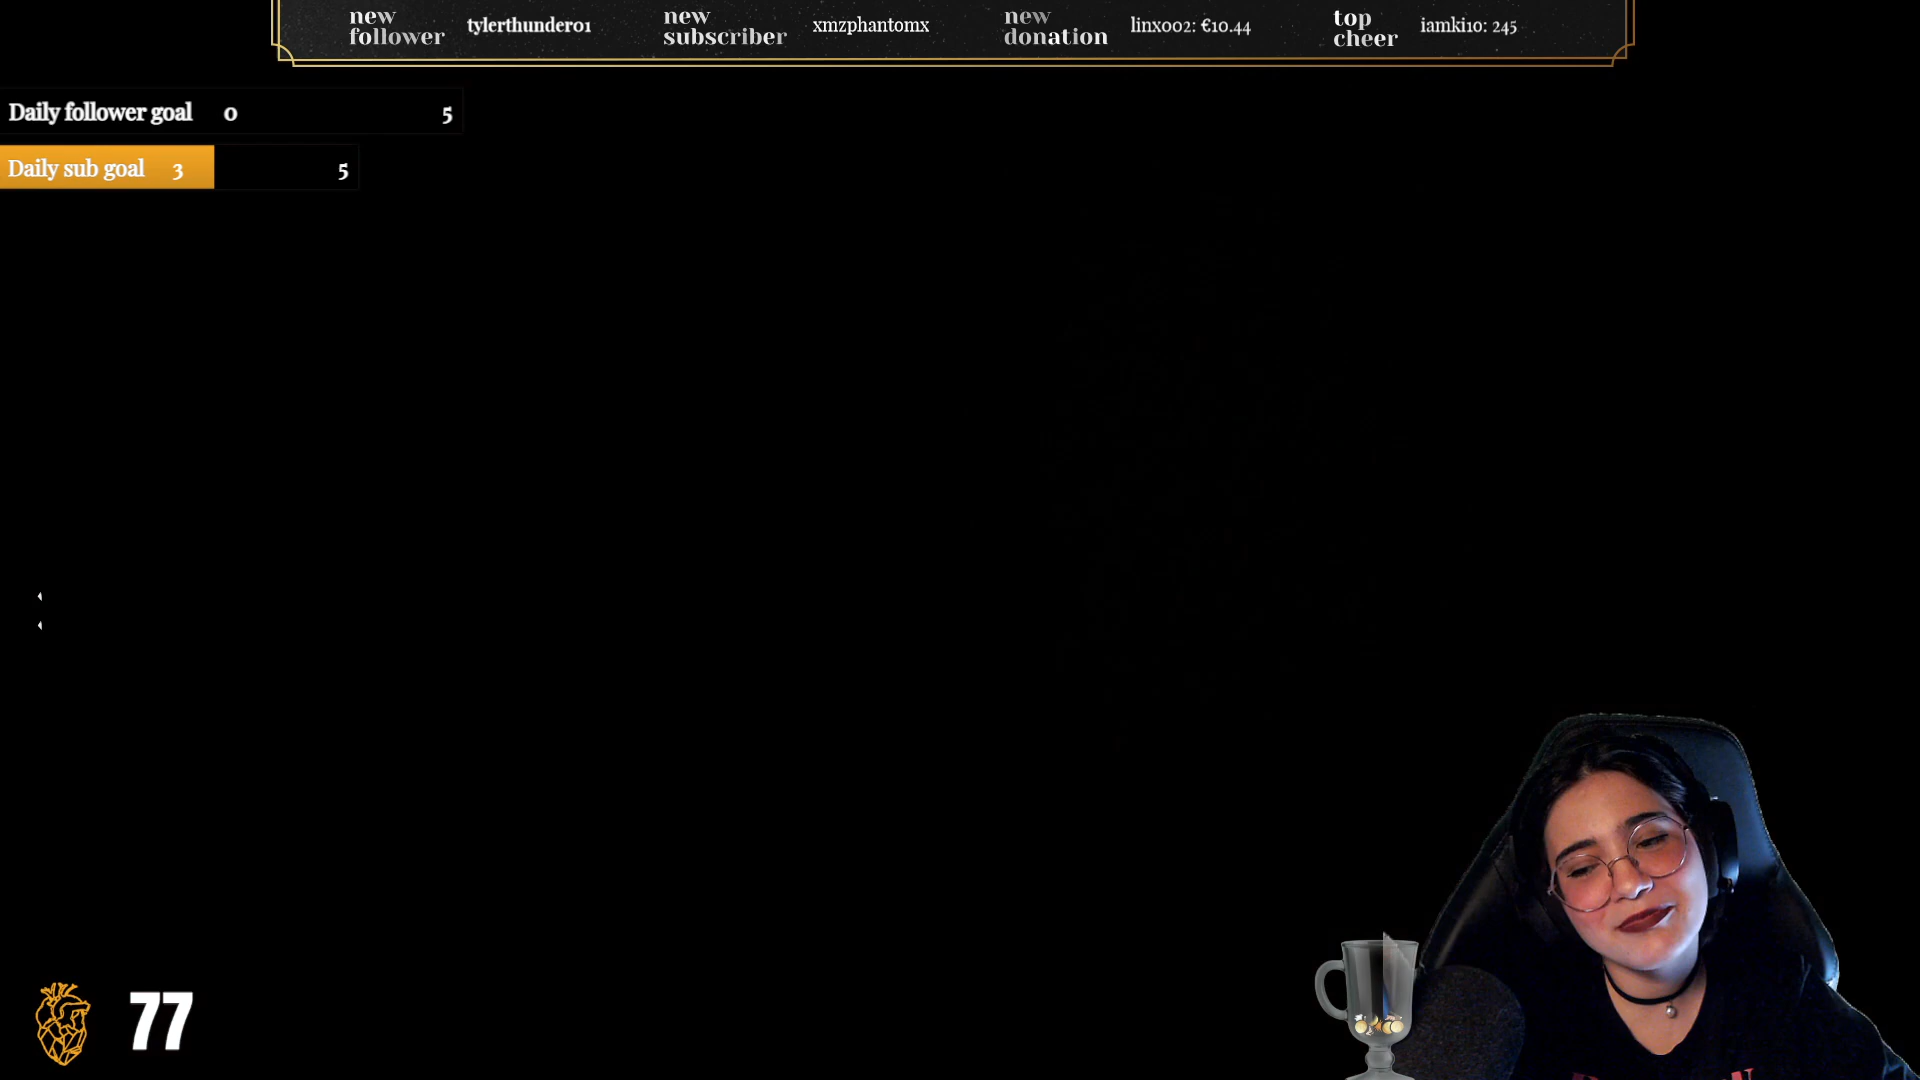 new follower tylerthunder01
new subscriber xmzphantomx
new donation linx002: €10.44
top cheer iamki10: 245
Daily follower goal 0 5
Daily sub goal 3 5
77